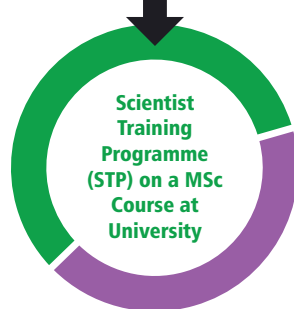 Scientist
Training
Programme
(STP) on a MSc
Course at
University